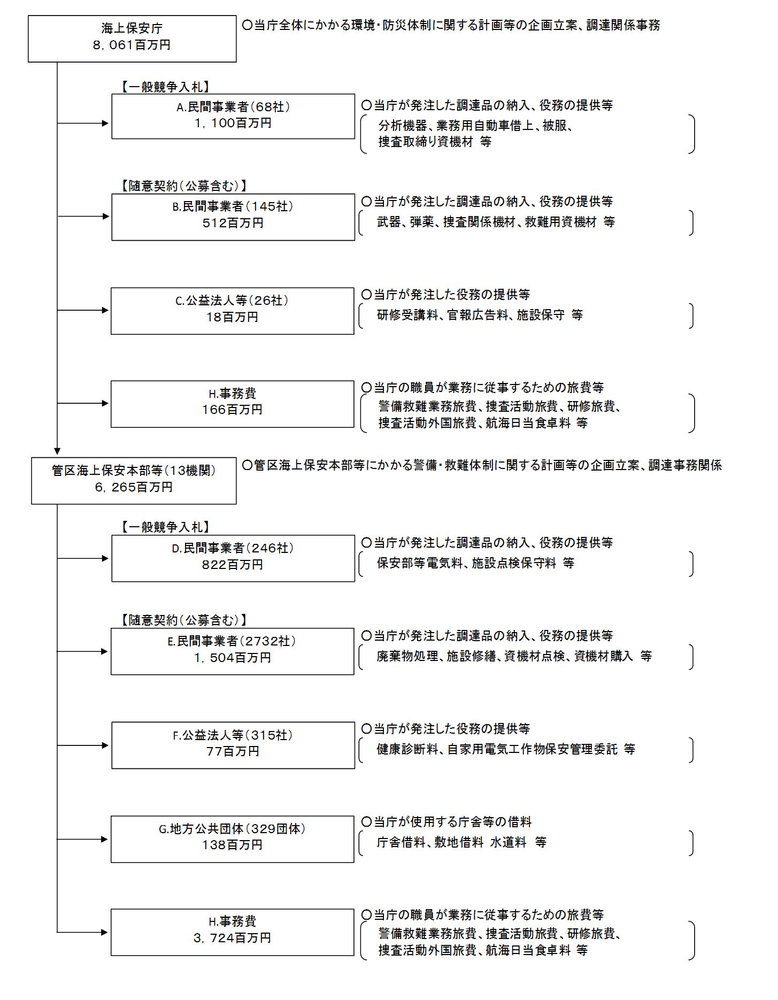 海上保安庁
8，061百万円
〇当庁全体にかかる環境・防災体制に関する計画等の企画立案、調達関係事務
【一般競争入札】
A.民間事業者（68社）
1，100百万円
〇当庁が発注した調達品の納入、役務の提供等
分析機器、業務用自動車借上、被服、
捜査取締り資機材 等
【随意契約（公募含む）】
B.民間事業者（145社）
512百万円
〇当庁が発注した調達品の納入、役務の提供等
武器、弾薬、捜査関係機材、救難用資機材 等
C.公益法人等（26社）
18百万円
〇当庁が発注した役務の提供等
研修受講料、官報広告料、施設保守 等
H.事務費
166百万円
〇当庁の職員が業務に従事するための旅費等
警備救難業務旅費、捜査活動旅費、研修旅費、
捜査活動外国旅費、航海日当食卓料 等
管区海上保安本部等（13機関）
6，265百万円
〇管区海上保安本部等にかかる警備・救難体制に関する計画等の企画立案、調達事務関係
【一般競争入札】
D.民間事業者（246社）
822百万円
〇当庁が発注した調達品の納入、役務の提供等
保安部等電気料、施設点検保守料 等
【随意契約（公募含む）】
E.民間事業者（2732社）
1，504百万円
〇当庁が発注した調達品の納入、役務の提供等
廃棄物処理、施設修繕、資機材点検、資機材購入 等
F.公益法人等（315社）
77百万円
〇当庁が発注した役務の提供等
健康診断料、自家用電気工作物保安管理委託 等
G.地方公共団体（329団体）
138百万円
〇当庁が使用する庁舎等の借料
庁舎借料、敷地借料 水道料 等
H.事務費
3，724百万円
〇当庁の職員が業務に従事するための旅費等
警備救難業務旅費、捜査活動旅費、研修旅費、
捜査活動外国旅費、航海日当食卓料 等